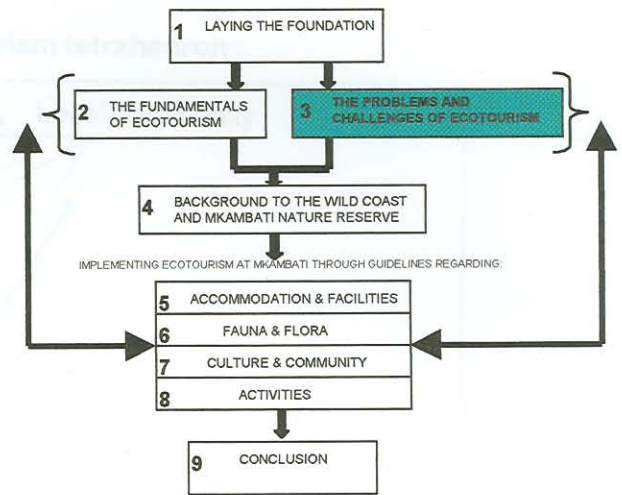 1 LAYING THE FOUNDATION
2 THE FUNDAMENTALS
OF ECOTOURISM
3 THE PROBLEMS AND
CHALLENGES OF ECOTOURISM
4 BACKGROUND TO THE WILD COAST
AND MKAMBATI NATURE RESERVE
IMPLEMENTING ECOTOURISM AT MKAMBATI THROUGH GUIDELINES REGARDING:
5 ACCOMMODATION & FACILITIES
6 FAUNA & FLORA
7 CULTURE & COMMUNITY
8 ACTIVITIES
9 CONCLUSION